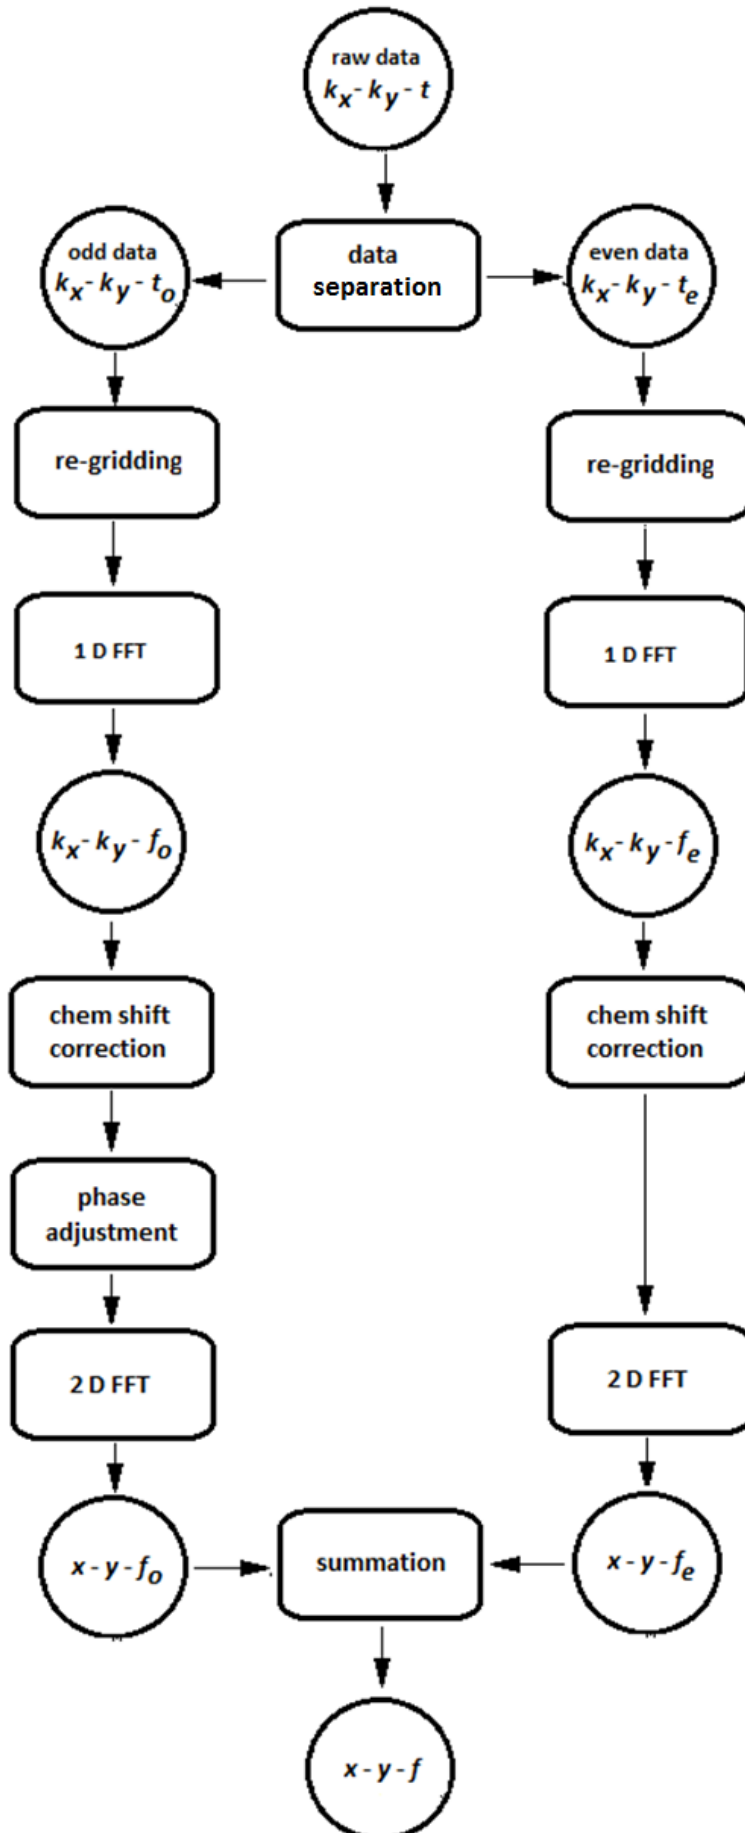 raw data
kx - ky - t
odd data
kx - ky - to
data
separation
even data
kx - ky - te
re-gridding
re-gridding
1 D FFT
1 D FFT
kx - ky - fo
kx - ky - fe
chem shift
correction
chem shift
correction
phase
adjustment
2 D FFT
2 D FFT
x - y - fo
summation
x - y - fe
x - y - f